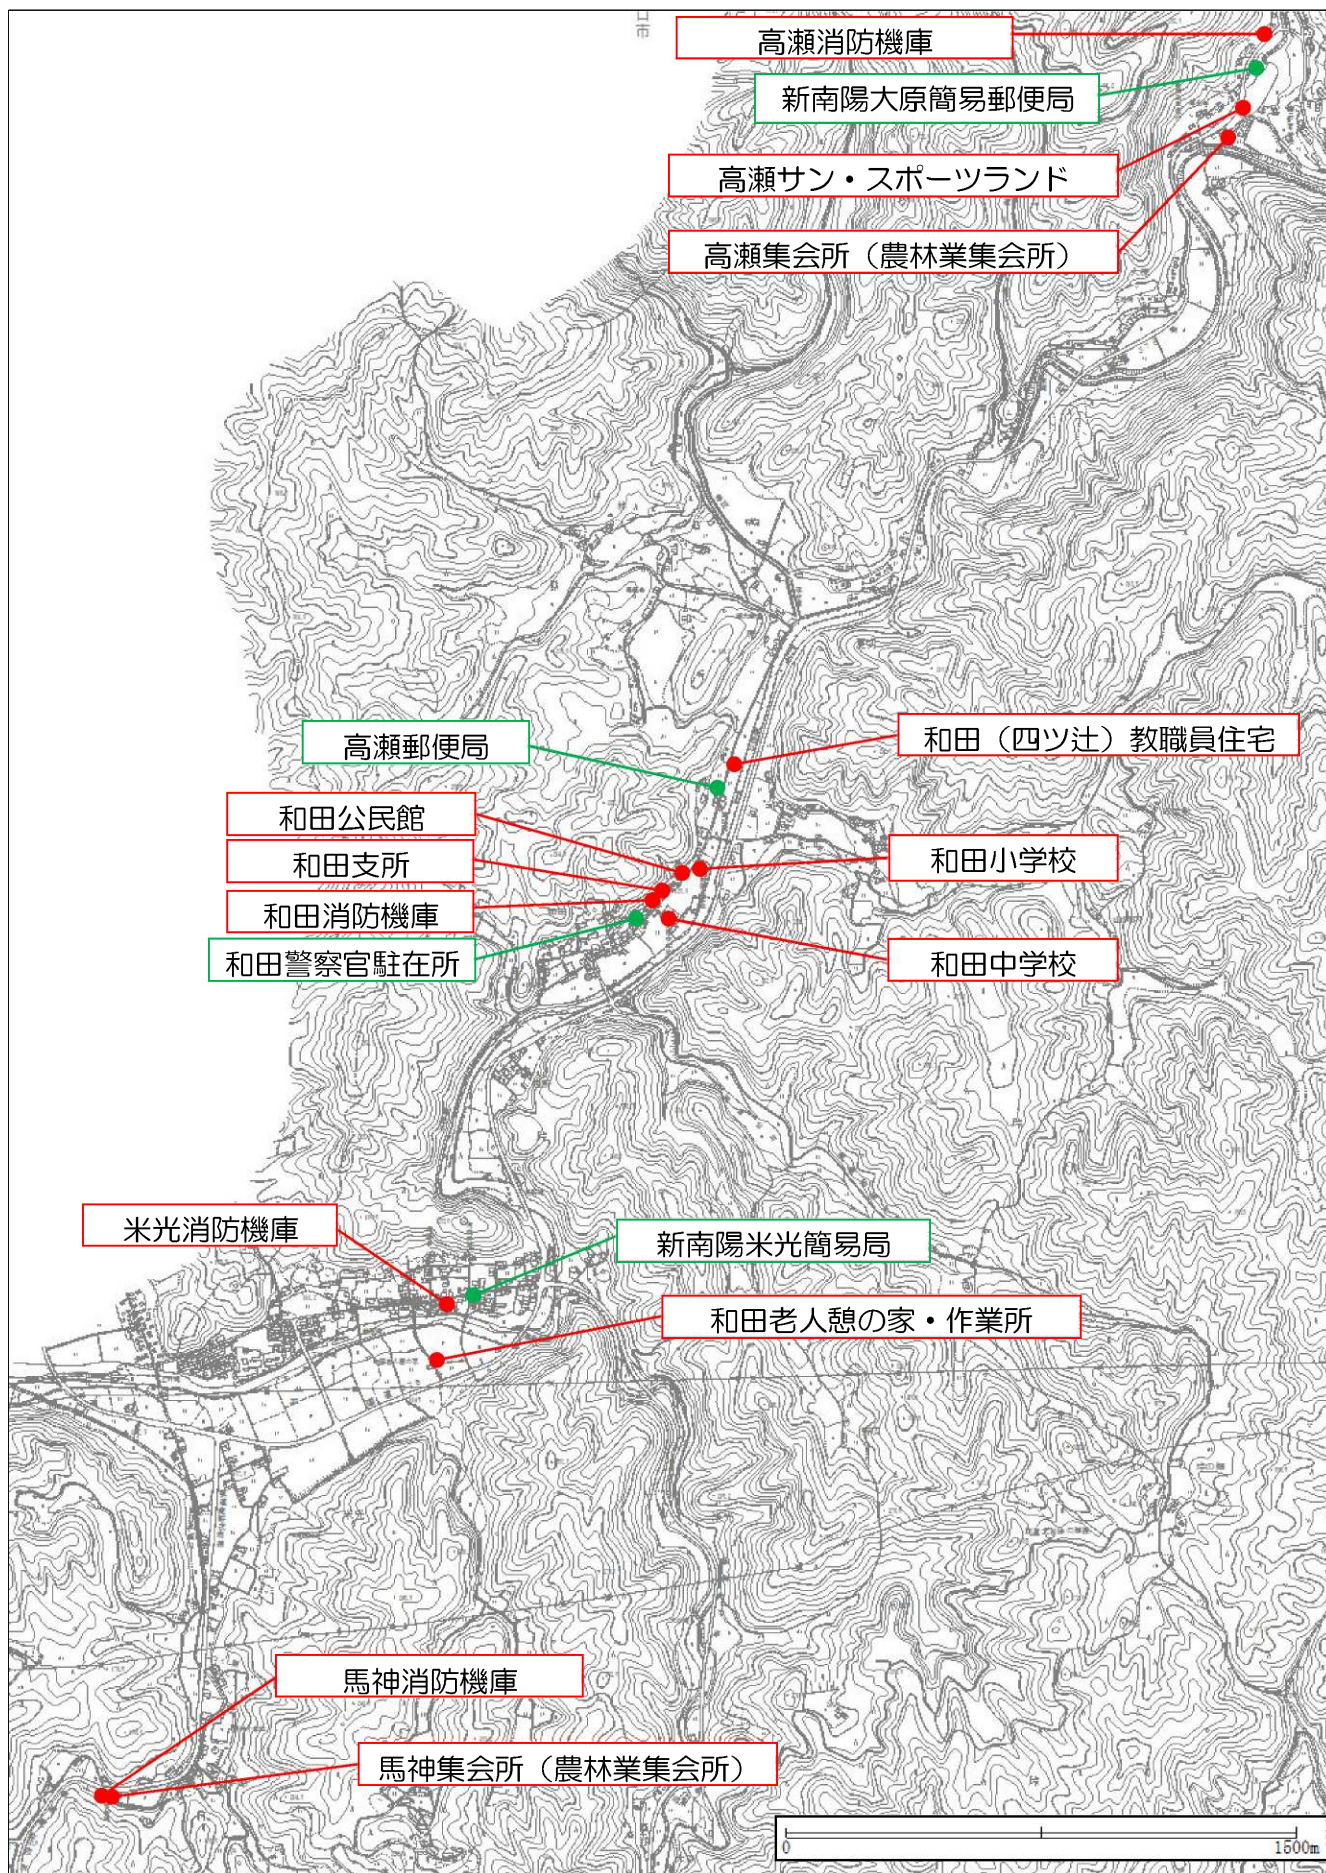 高瀬消防機庫
新南陽大原簡易郵便局
高瀬サン・スポーツランド
高瀬集会所（農林業集会所）
高瀬郵便局
和田（四ツ辻）教職員住宅
和田公民館
和田支所
和田小学校
和田消防機庫
和田警察官駐在所
和田中学校
米光消防機庫
新南陽米光簡易局
和田老人憩の家・作業所
馬神消防機庫
馬神集会所（農林業集会所）
0 1500m